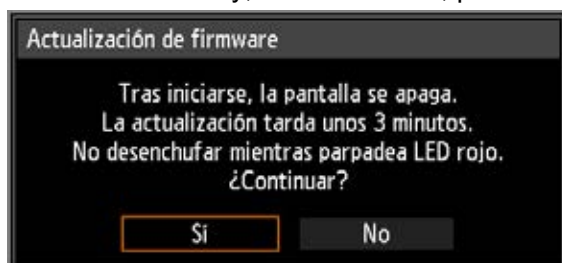 Actualización de firmware
Tras iniciarse, la pantalla se apaga.
La actualización tarda unos 3 minutos.
No desenchufar mientras parpadea LED rojo.
¿Continuar?
Si No